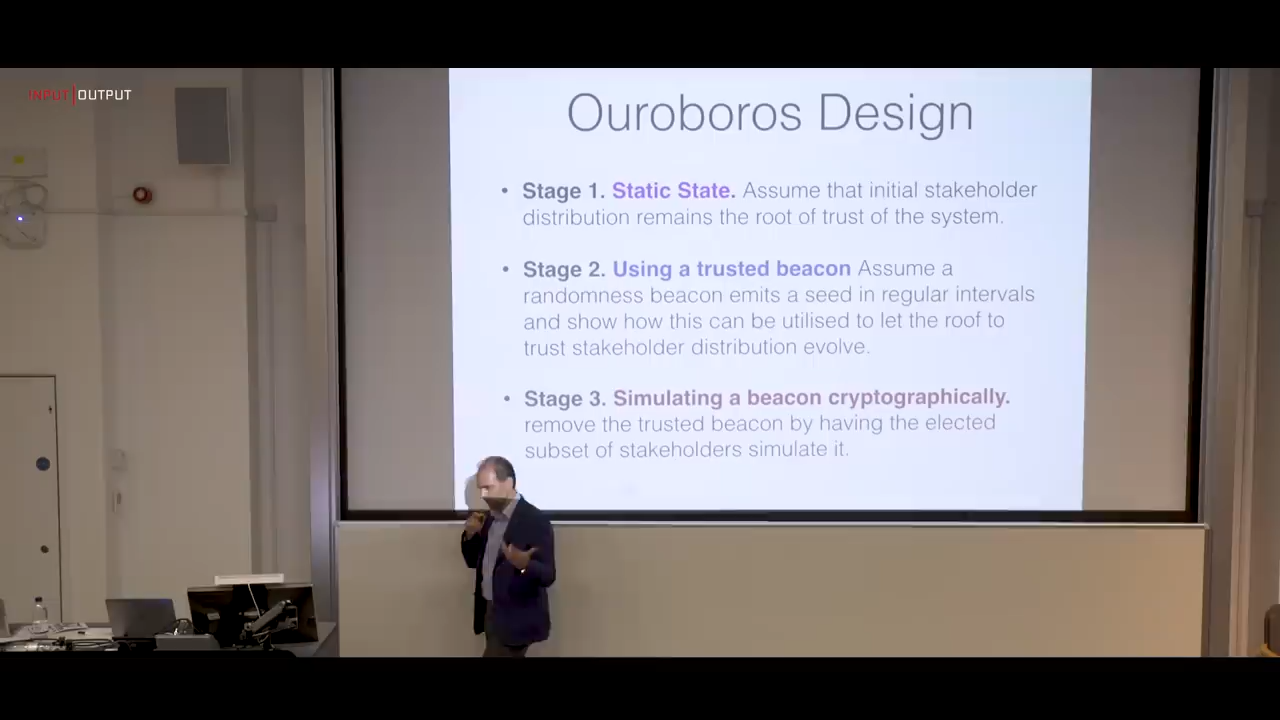 INPUT|OUTPUT
Ouroboros Design
• Stage 1. Static State. Assume that initial stakeholder
distribution remains the root of trust of the system.
• Stage 2. Using a trusted beacon Assume a
randomness beacon emits a seed in regular intervals
and show how this can be utilised to let the roof to
trust stakeholder distribution evolve.
• Stage 3. Simulating a beacon cryptographically.
remove the trusted beacon by having the elected
subset of stakeholders simulate it.